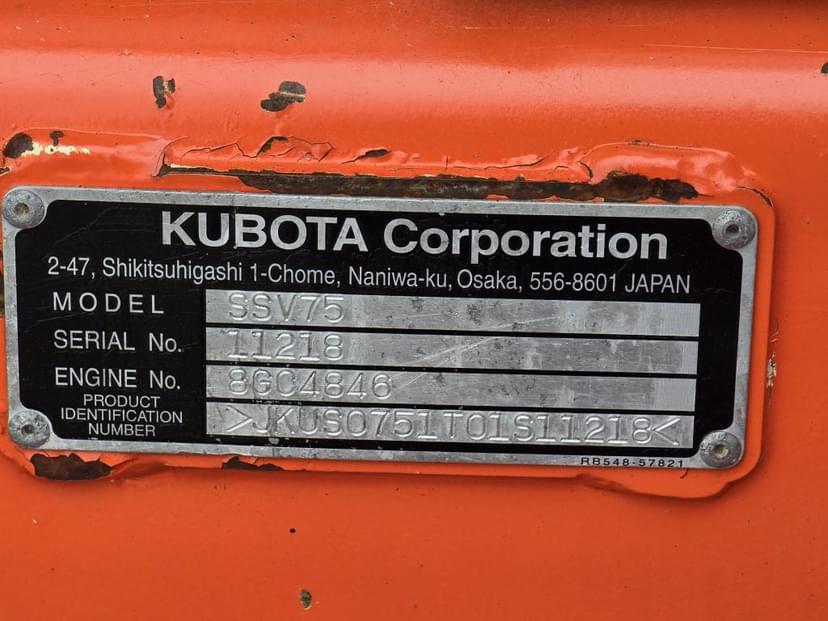 KUBOTA Corporation
2-47, Shikitsuhigashi 1-Chome, Naniwa-ku, Osaka, 556-8601 JAPAN
MODEL SSV75
SERIAL No. 11218
ENGINE No. 8GC4846
PRODUCT
IDENTIFICATION
NUMBER >JKUS0751T01S11218<
RB548-57821